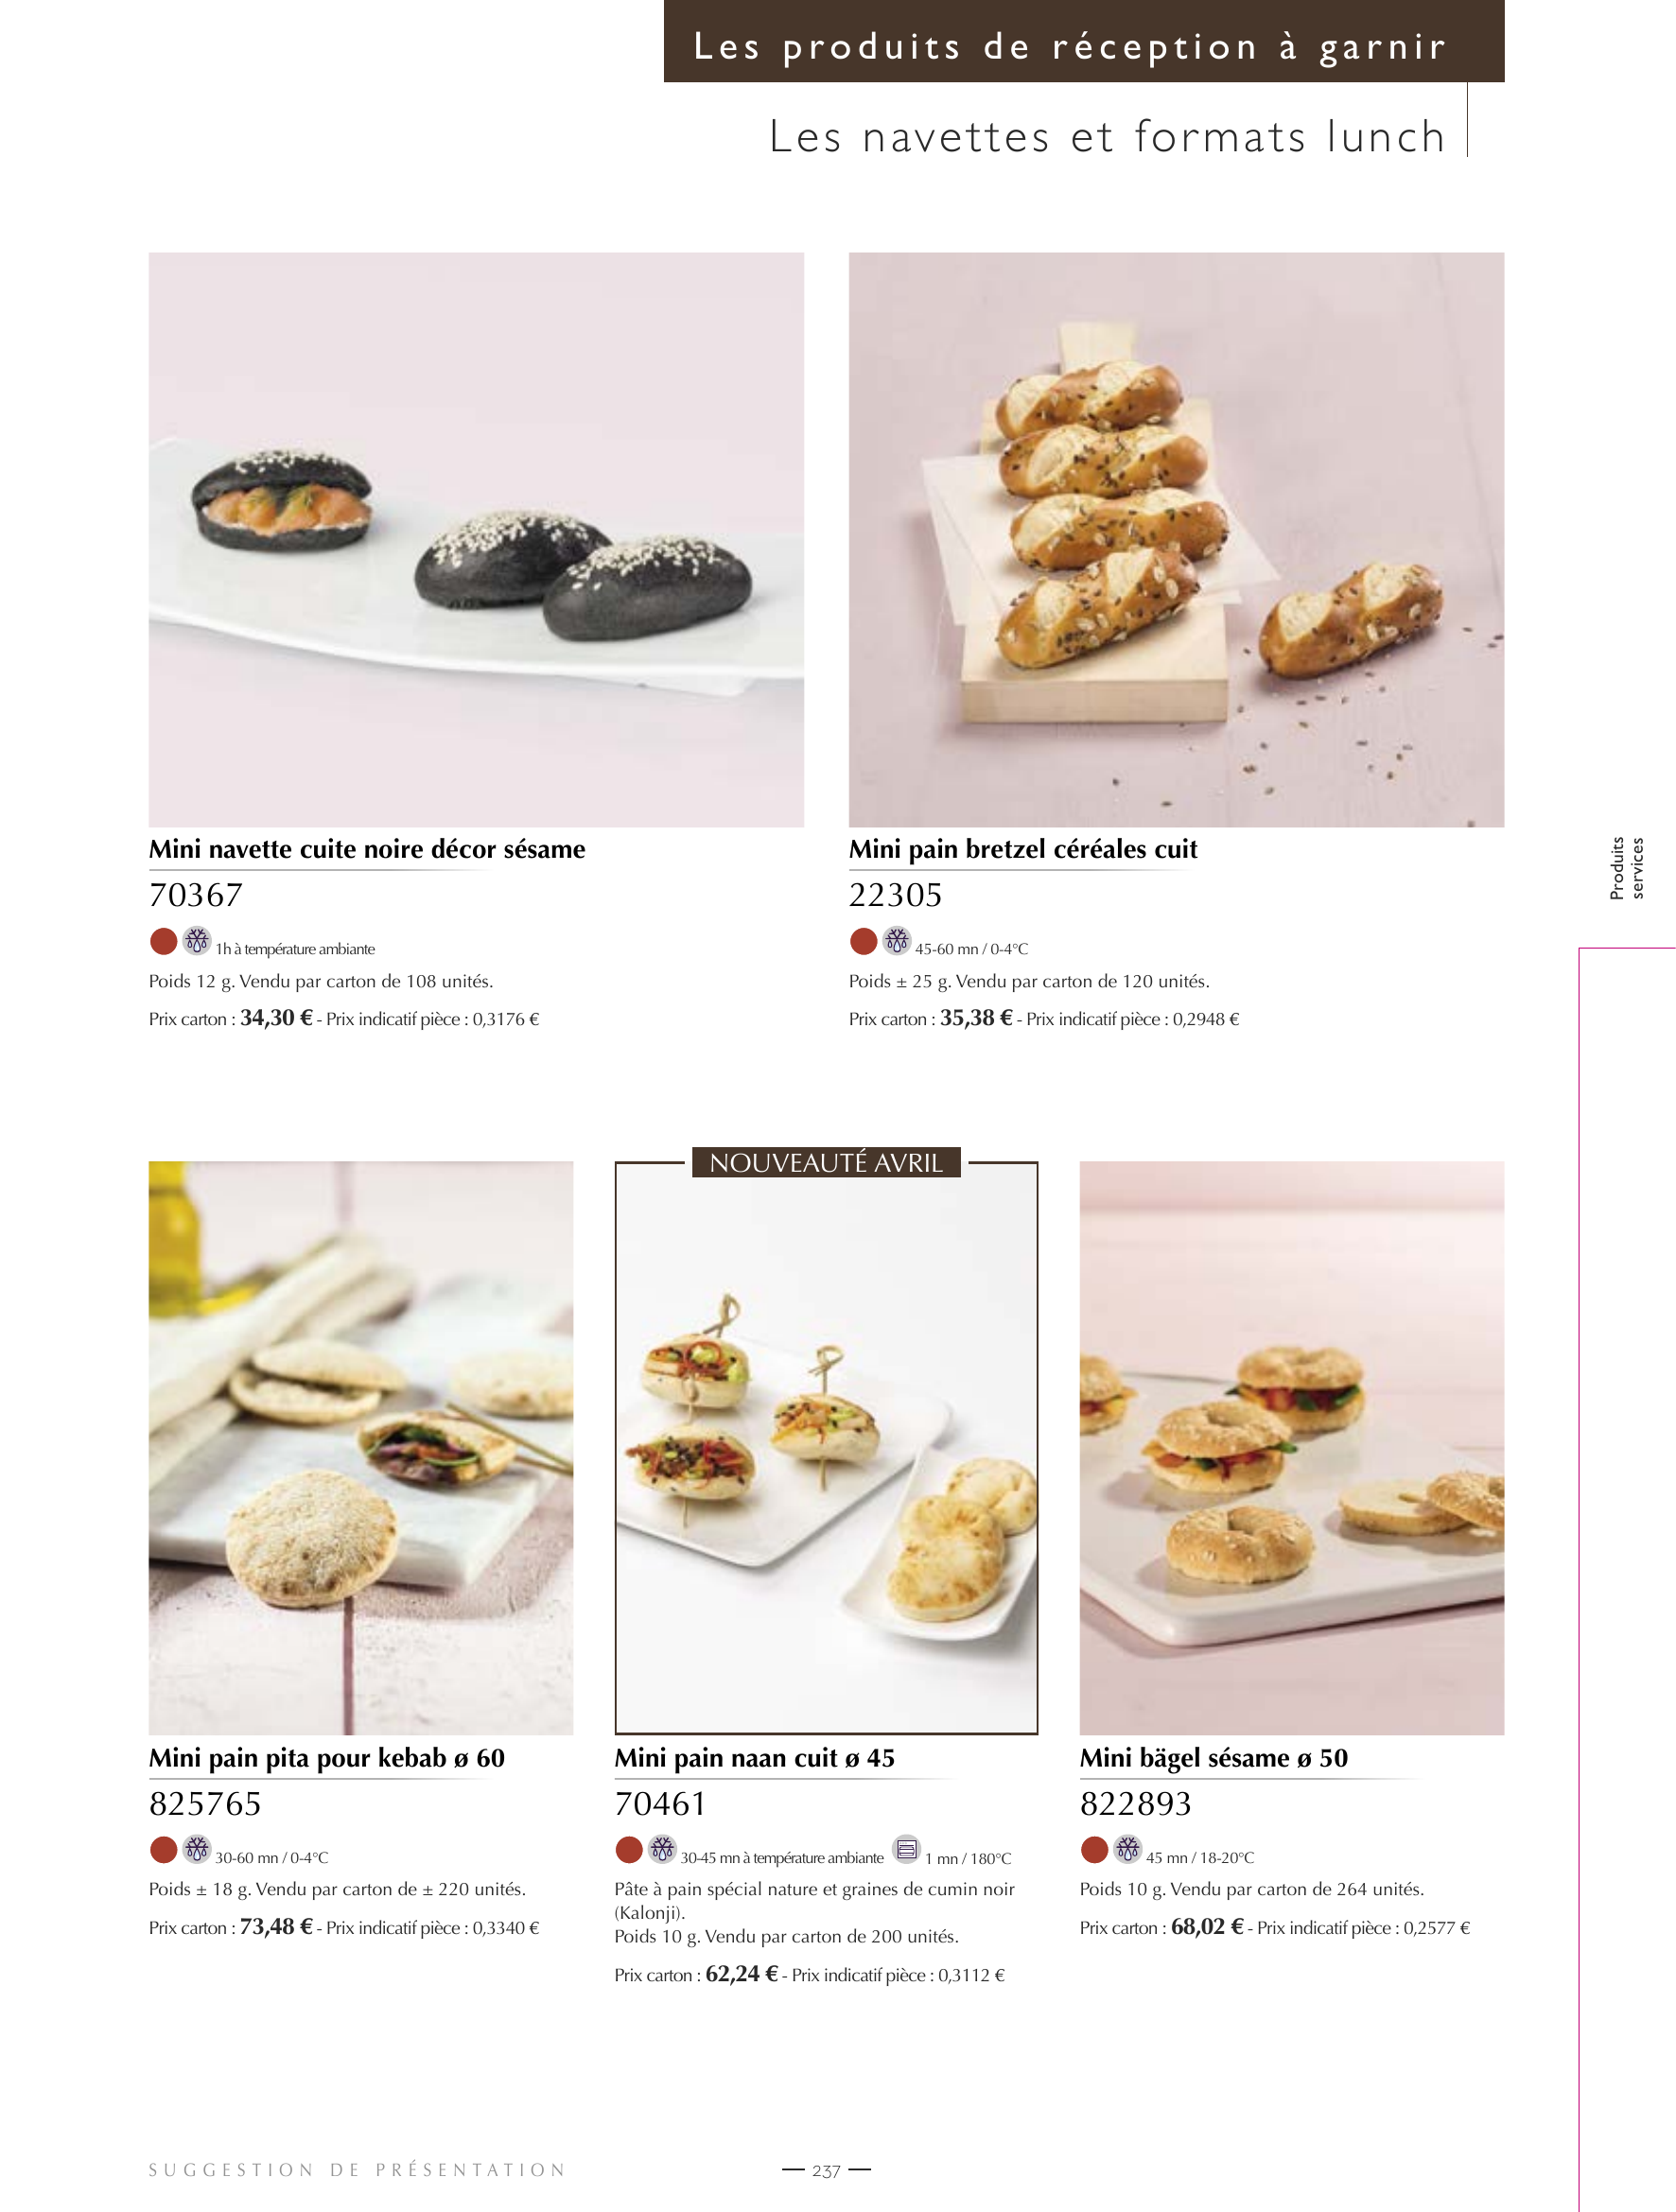 Les produits de réception à garnir
Les navettes et formats lunch
Mini navette cuite noire décor sésame
70367
1h à température ambiante
Poids 12 g. Vendu par carton de 108 unités.
Prix carton : 34,30 € - Prix indicatif pièce : 0,3176 €
Mini pain bretzel céréales cuit
22305
45-60 mn / 0-4°C
Poids ± 25 g. Vendu par carton de 120 unités.
Prix carton : 35,38 € - Prix indicatif pièce : 0,2948 €
Produits
services
NOUVEAUTÉ AVRIL
Mini pain pita pour kebab ø 60
825765
30-60 mn / 0-4°C
Poids ± 18 g. Vendu par carton de ± 220 unités.
Prix carton : 73,48 € - Prix indicatif pièce : 0,3340 €
Mini pain naan cuit ø 45
70461
30-45 mn à température ambiante 1 mn / 180°C
Pâte à pain spécial nature et graines de cumin noir
(Kalonji).
Poids 10 g. Vendu par carton de 200 unités.
Prix carton : 62,24 € - Prix indicatif pièce : 0,3112 €
Mini bägel sésame ø 50
822893
45 mn / 18-20°C
Poids 10 g. Vendu par carton de 264 unités.
Prix carton : 68,02 € - Prix indicatif pièce : 0,2577 €
SUGGESTION DE PRÉSENTATION
237